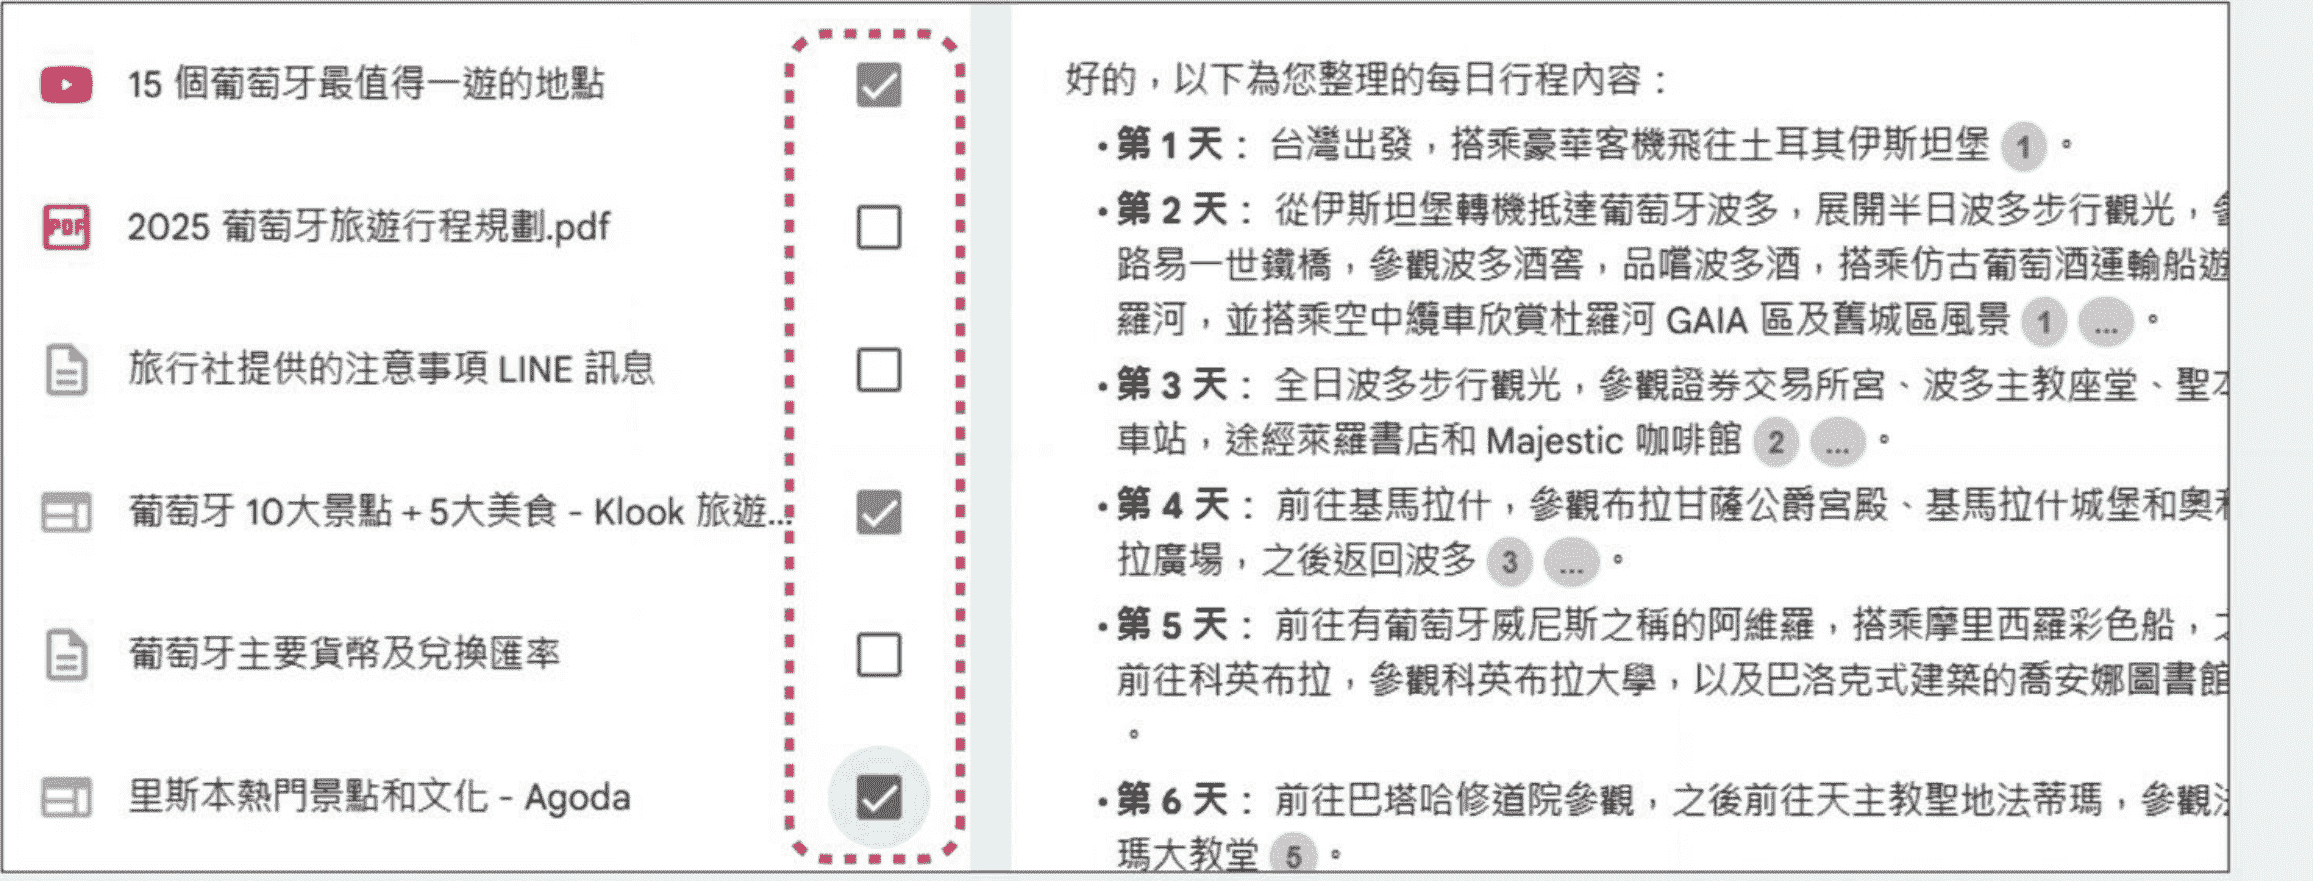 15 個葡萄牙最值得一遊的地點
2025 葡萄牙旅遊行程規劃.pdf
旅行社提供的注意事項 LINE 訊息
葡萄牙 10大景點 + 5大美食 - Klook 旅遊...
葡萄牙主要貨幣及兌換匯率
里斯本熱門景點和文化 - Agoda
PDF
好的，以下為您整理的每日行程內容：
•第 1 天： 台灣出發，搭乘豪華客機飛往土耳其伊斯坦堡 1 。
•第 2 天： 從伊斯坦堡轉機抵達葡萄牙波多，展開半日波多步行觀光，
路易一世鐵橋，參觀波多酒窖，品嚐波多酒，搭乘仿古葡萄酒運輸船遊
羅河，並搭乘空中纜車欣賞杜羅河 GAIA 區及舊城區風景 1 ... 。
•第 3 天： 全日波多步行觀光，參觀證券交易所宮、波多主教座堂、聖
車站，途經萊羅書店和 Majestic 咖啡館 2 ... 。
•第 4 天： 前往基馬拉什，參觀布拉甘薩公爵宮殿、基馬拉什城堡和奧
拉廣場，之後返回波多 3 ... 。
•第 5 天： 前往有葡萄牙威尼斯之稱的阿維羅，搭乘摩里西羅彩色船，
前往科英布拉，參觀科英布拉大學，以及巴洛克式建築的喬安娜圖書館
。
•第 6 天： 前往巴塔哈修道院參觀，之後前往天主教聖地法蒂瑪，參觀
瑪大教堂 5 。